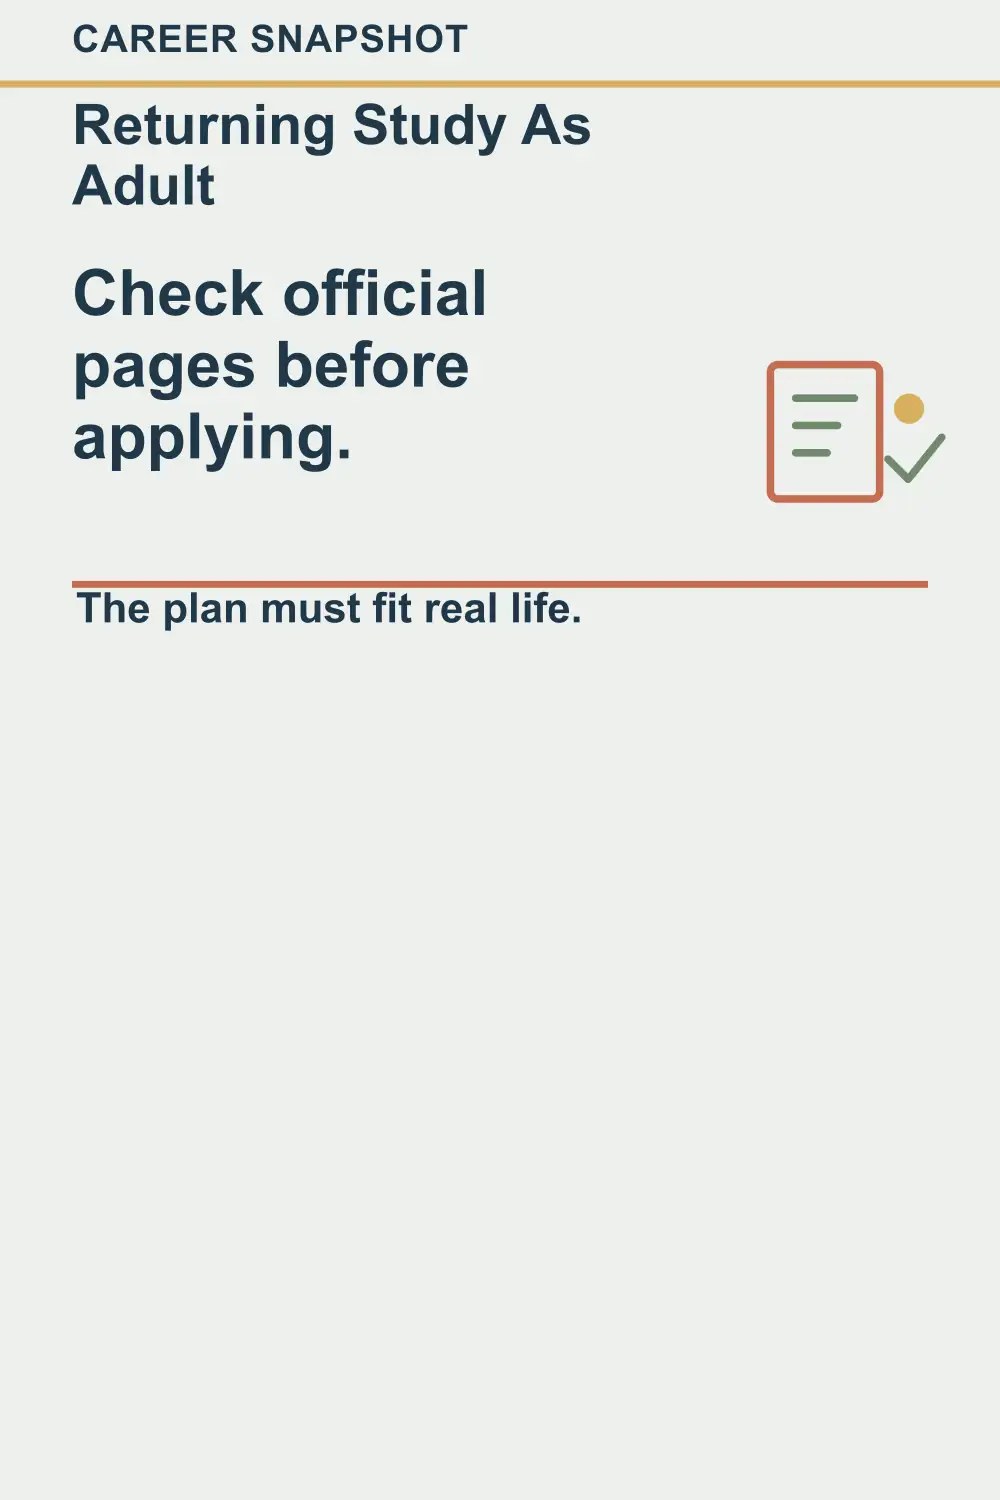 CAREER SNAPSHOT
Returning Study As
Adult
Check official
pages before
applying.
The plan must fit real life.